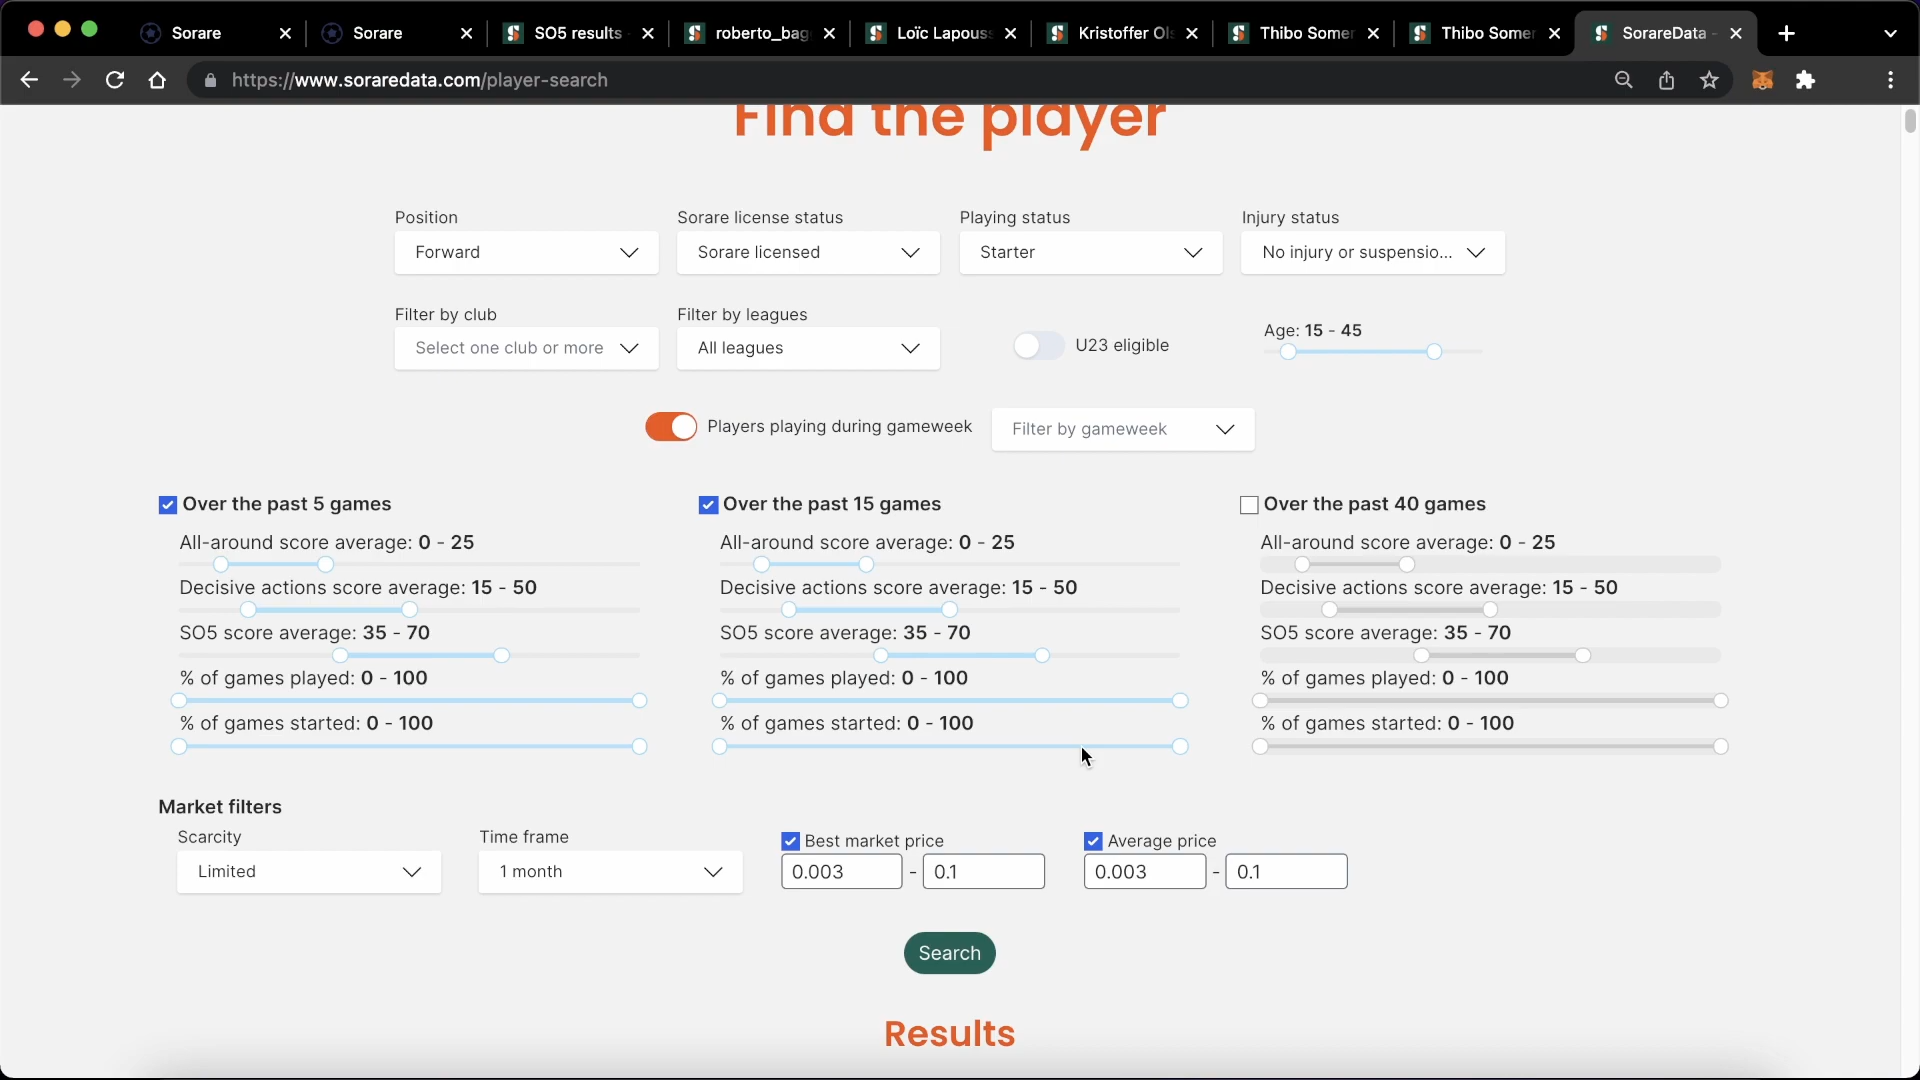 Sorare
Sorare
SO5 results
roberto_bag
Loïc Lapouss
Kristoffer Ol
Thibo Somer
Thibo Somer
SorareData -
https://www.soraredata.com/player-search
Find the player
Position
Sorare license status
Playing status
Injury status
Forward
Sorare licensed
Starter
No injury or suspensio...
Filter by club
Filter by leagues
Select one club or more
All leagues
U23 eligible
Age: 15 - 45
Players playing during gameweek
Filter by gameweek
Over the past 5 games
All-around score average: 0 - 25
Decisive actions score average: 15 - 50
SO5 score average: 35 - 70
% of games played: 0 - 100
% of games started: 0 - 100
Over the past 15 games
All-around score average: 0 - 25
Decisive actions score average: 15 - 50
SO5 score average: 35 - 70
% of games played: 0 - 100
% of games started: 0 - 100
Over the past 40 games
All-around score average: 0 - 25
Decisive actions score average: 15 - 50
SO5 score average: 35 - 70
% of games played: 0 - 100
% of games started: 0 - 100
Market filters
Scarcity
Time frame
Best market price
Average price
Limited
1 month
0.003 - 0.1
0.003 - 0.1
Search
Results